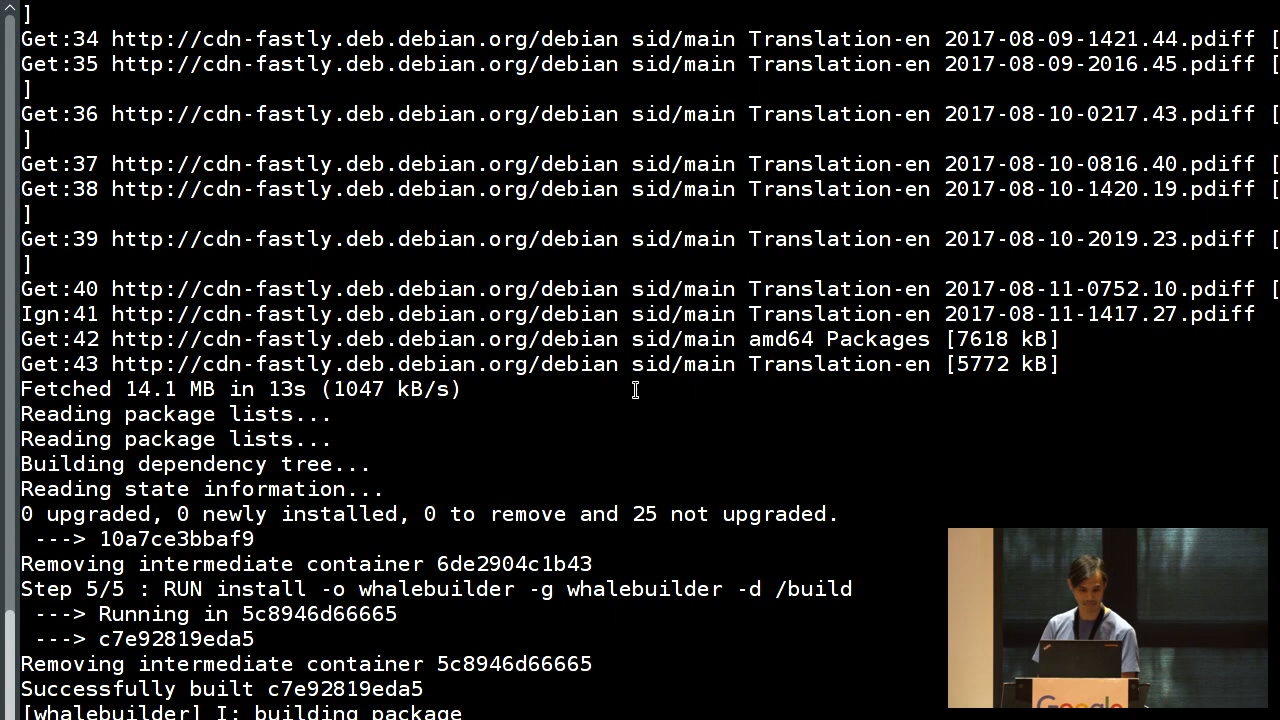 ]
Get:34 http://cdn-fastly.deb.debian.org/debian sid/main Translation-en 2017-08-09-1421.44.pdiff [
Get:35 http://cdn-fastly.deb.debian.org/debian sid/main Translation-en 2017-08-09-2016.45.pdiff [
]
Get:36 http://cdn-fastly.deb.debian.org/debian sid/main Translation-en 2017-08-10-0217.43.pdiff [
]
Get:37 http://cdn-fastly.deb.debian.org/debian sid/main Translation-en 2017-08-10-0816.40.pdiff [
Get:38 http://cdn-fastly.deb.debian.org/debian sid/main Translation-en 2017-08-10-1420.19.pdiff [
]
Get:39 http://cdn-fastly.deb.debian.org/debian sid/main Translation-en 2017-08-10-2019.23.pdiff [
]
Get:40 http://cdn-fastly.deb.debian.org/debian sid/main Translation-en 2017-08-11-0752.10.pdiff [
Ign:41 http://cdn-fastly.deb.debian.org/debian sid/main Translation-en 2017-08-11-1417.27.pdiff
Get:42 http://cdn-fastly.deb.debian.org/debian sid/main amd64 Packages [7618 kB]
Get:43 http://cdn-fastly.deb.debian.org/debian sid/main Translation-en [5772 kB]
Fetched 14.1 MB in 13s (1047 kB/s)
Reading package lists...
Reading package lists...
Building dependency tree...
Reading state information...
0 upgraded, 0 newly installed, 0 to remove and 25 not upgraded.
 ---> 10a7ce3bbaf9
Removing intermediate container 6de2904c1b43
Step 5/5 : RUN install -o whalebuilder -g whalebuilder -d /build
 ---> Running in 5c8946d66665
 ---> c7e92819eda5
Removing intermediate container 5c8946d66665
Successfully built c7e92819eda5
[whalebuilder] I: building package
Google